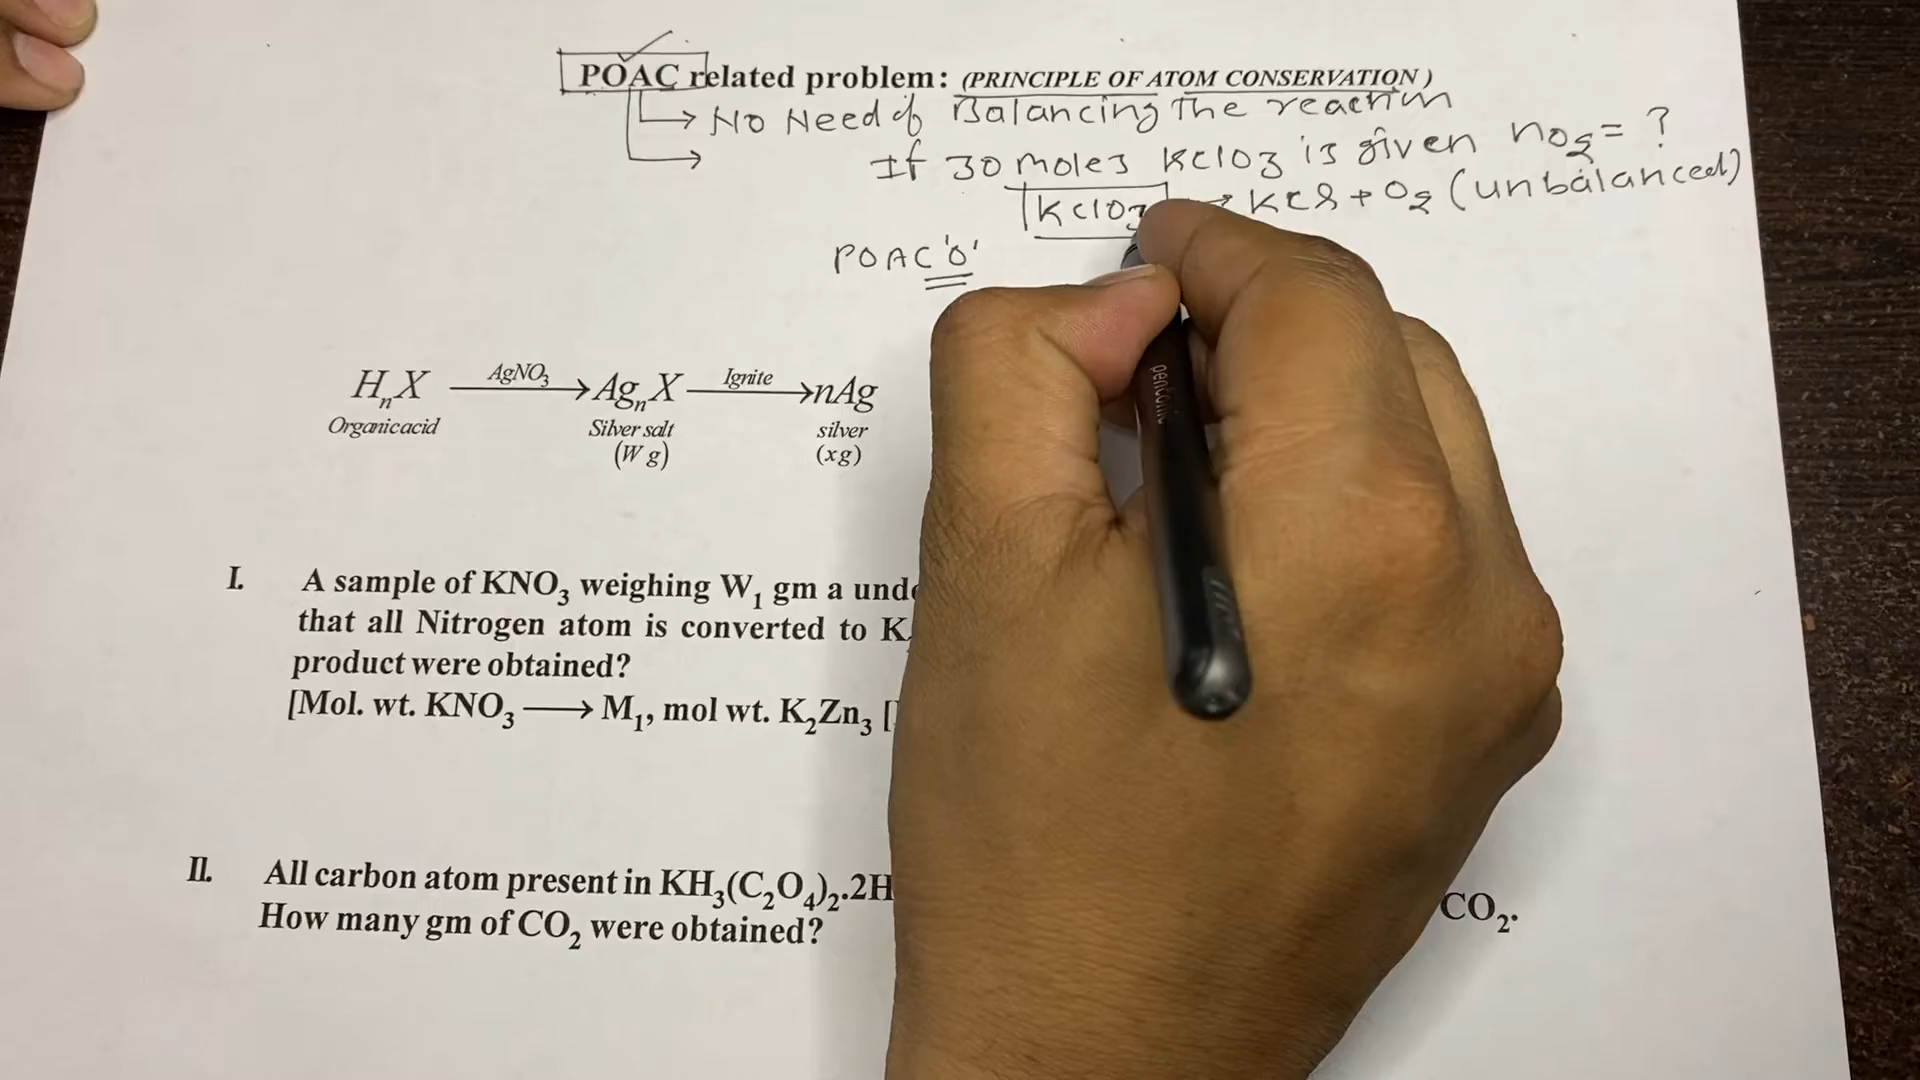 POAC related problem: (PRINCIPLE OF ATOM CONSERVATION)
→ No Need of Balancing The reaction
→ If 30 moles KClO3 is given nO2 = ?
KClO3 → KCl + O2 (unbalanced)
POAC 'O'
HnX —AgNO3→ AgnX —Ignite→ nAg
Organic acid Silver salt silver
(W g) (x g)
I. A sample of KNO3 weighing W1 gm a
that all Nitrogen atom is converted to
product were obtained?
[Mol. wt. KNO3 ⟶ M1, mol wt. K2Zn3
II. All carbon atom present in KH3(C2O4)2.2H CO2.
How many gm of CO2 were obtained?
pentonic